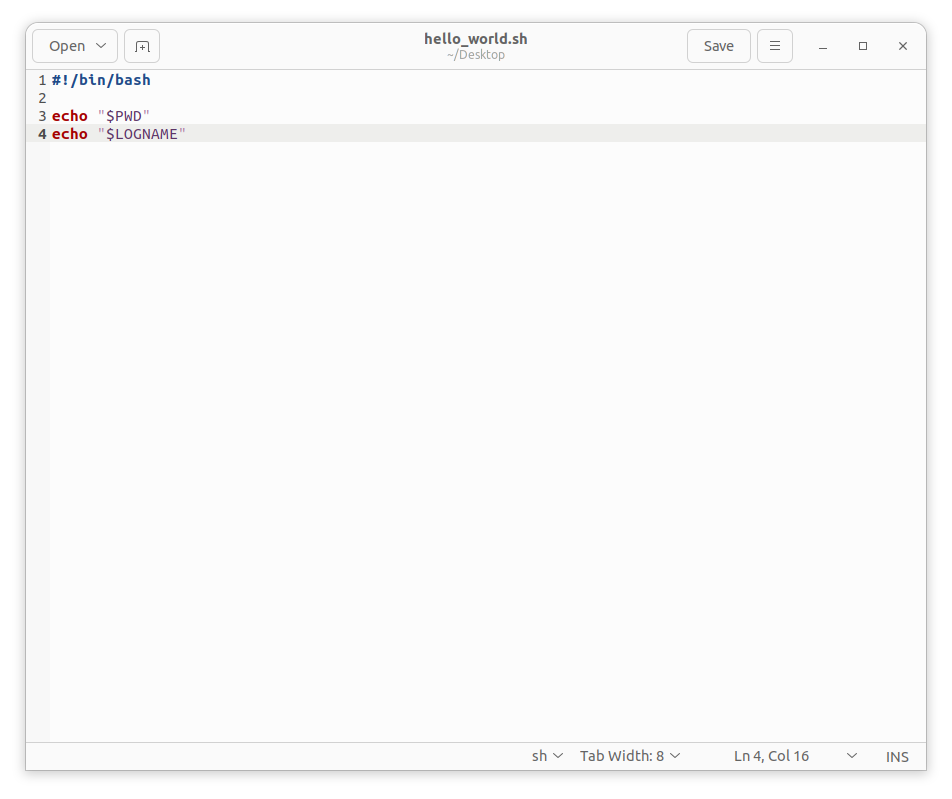 Open
hello_world.sh
~/Desktop
Save
1 #!/bin/bash
2
3 echo "$PWD"
4 echo "$LOGNAME"
sh Tab Width: 8 Ln 4, Col 16 INS